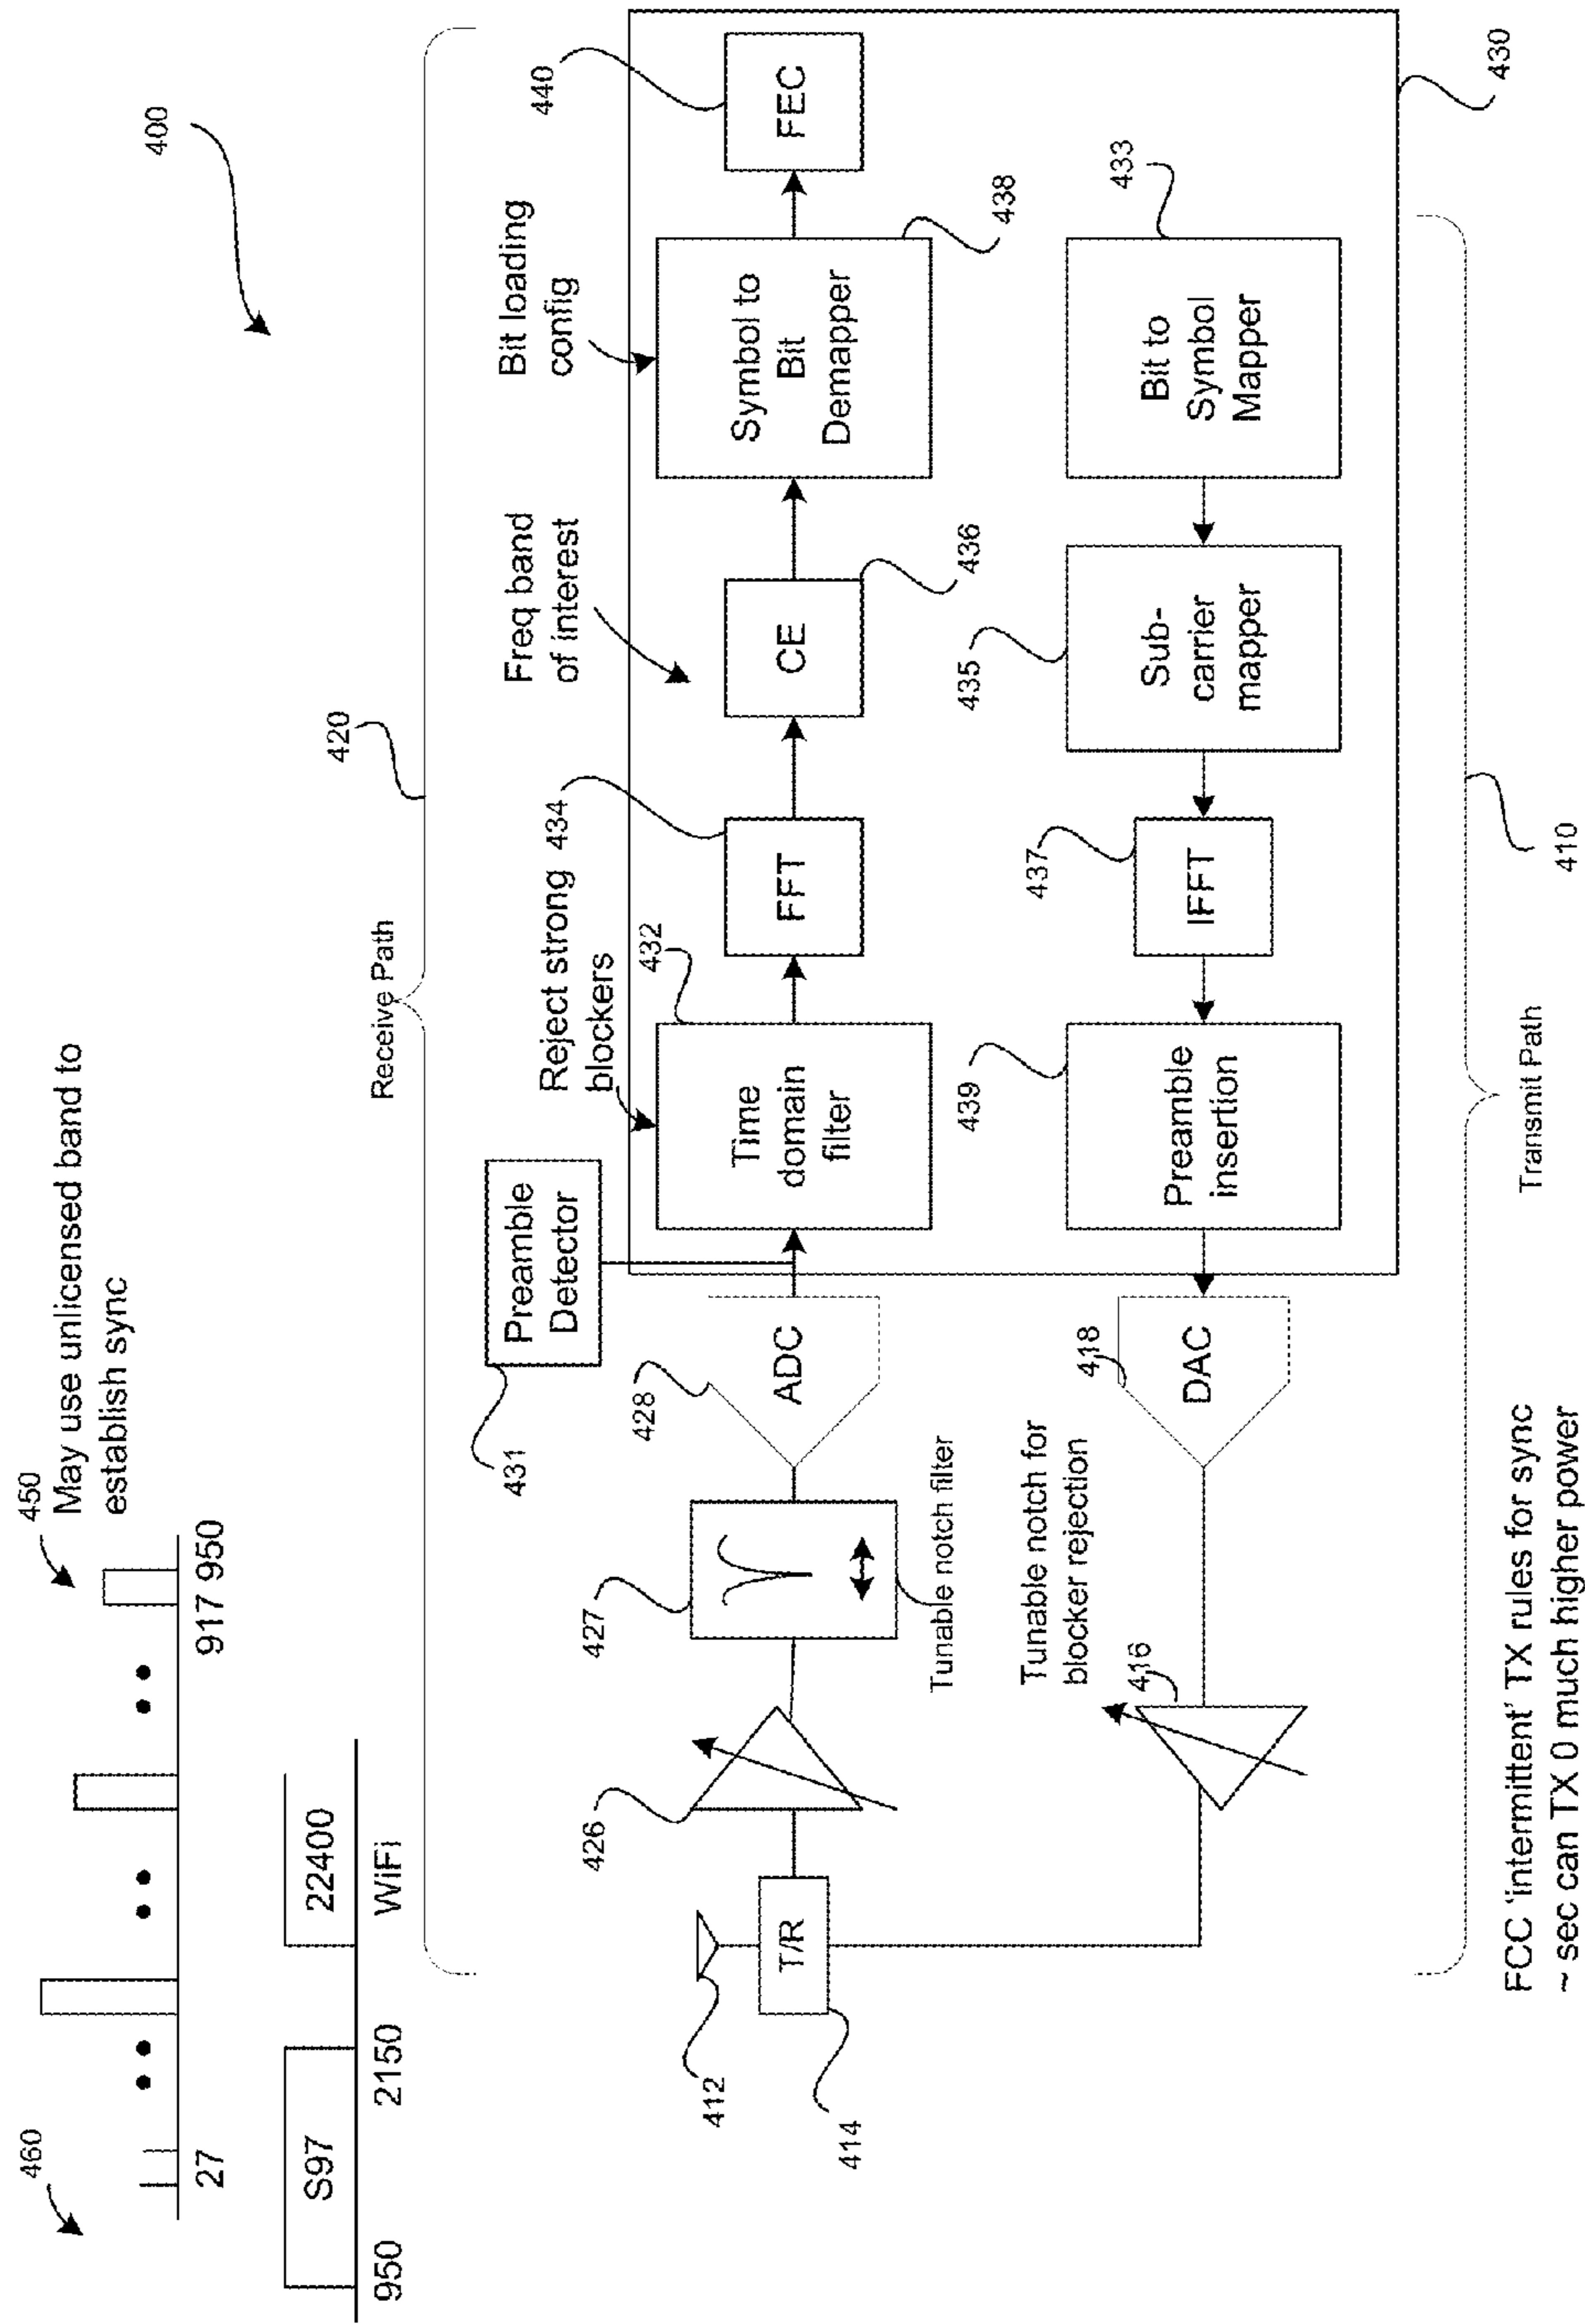 400
460
450
May use unlicensed band to
establish sync
27
917 950
S97
22400
950
2150
WiFi
Receive Path
420
412
T/R
414
426
427
Tunable notch filter
428
ADC
431
Preamble
Detector
Reject strong
blockers
432
Time
domain
filter
434
FFT
Freq band
of interest
CE
436
Bit loading
config
Symbol to
Bit
Demapper
438
440
FEC
Tunable notch for
blocker rejection
416
418
DAC
439
Preamble
insertion
437
IFFT
435
Sub-
carrier
mapper
433
Bit to
Symbol
Mapper
430
410
Transmit Path
FCC ‘intermittent’ TX rules for sync
~ sec can TX 0 much higher power